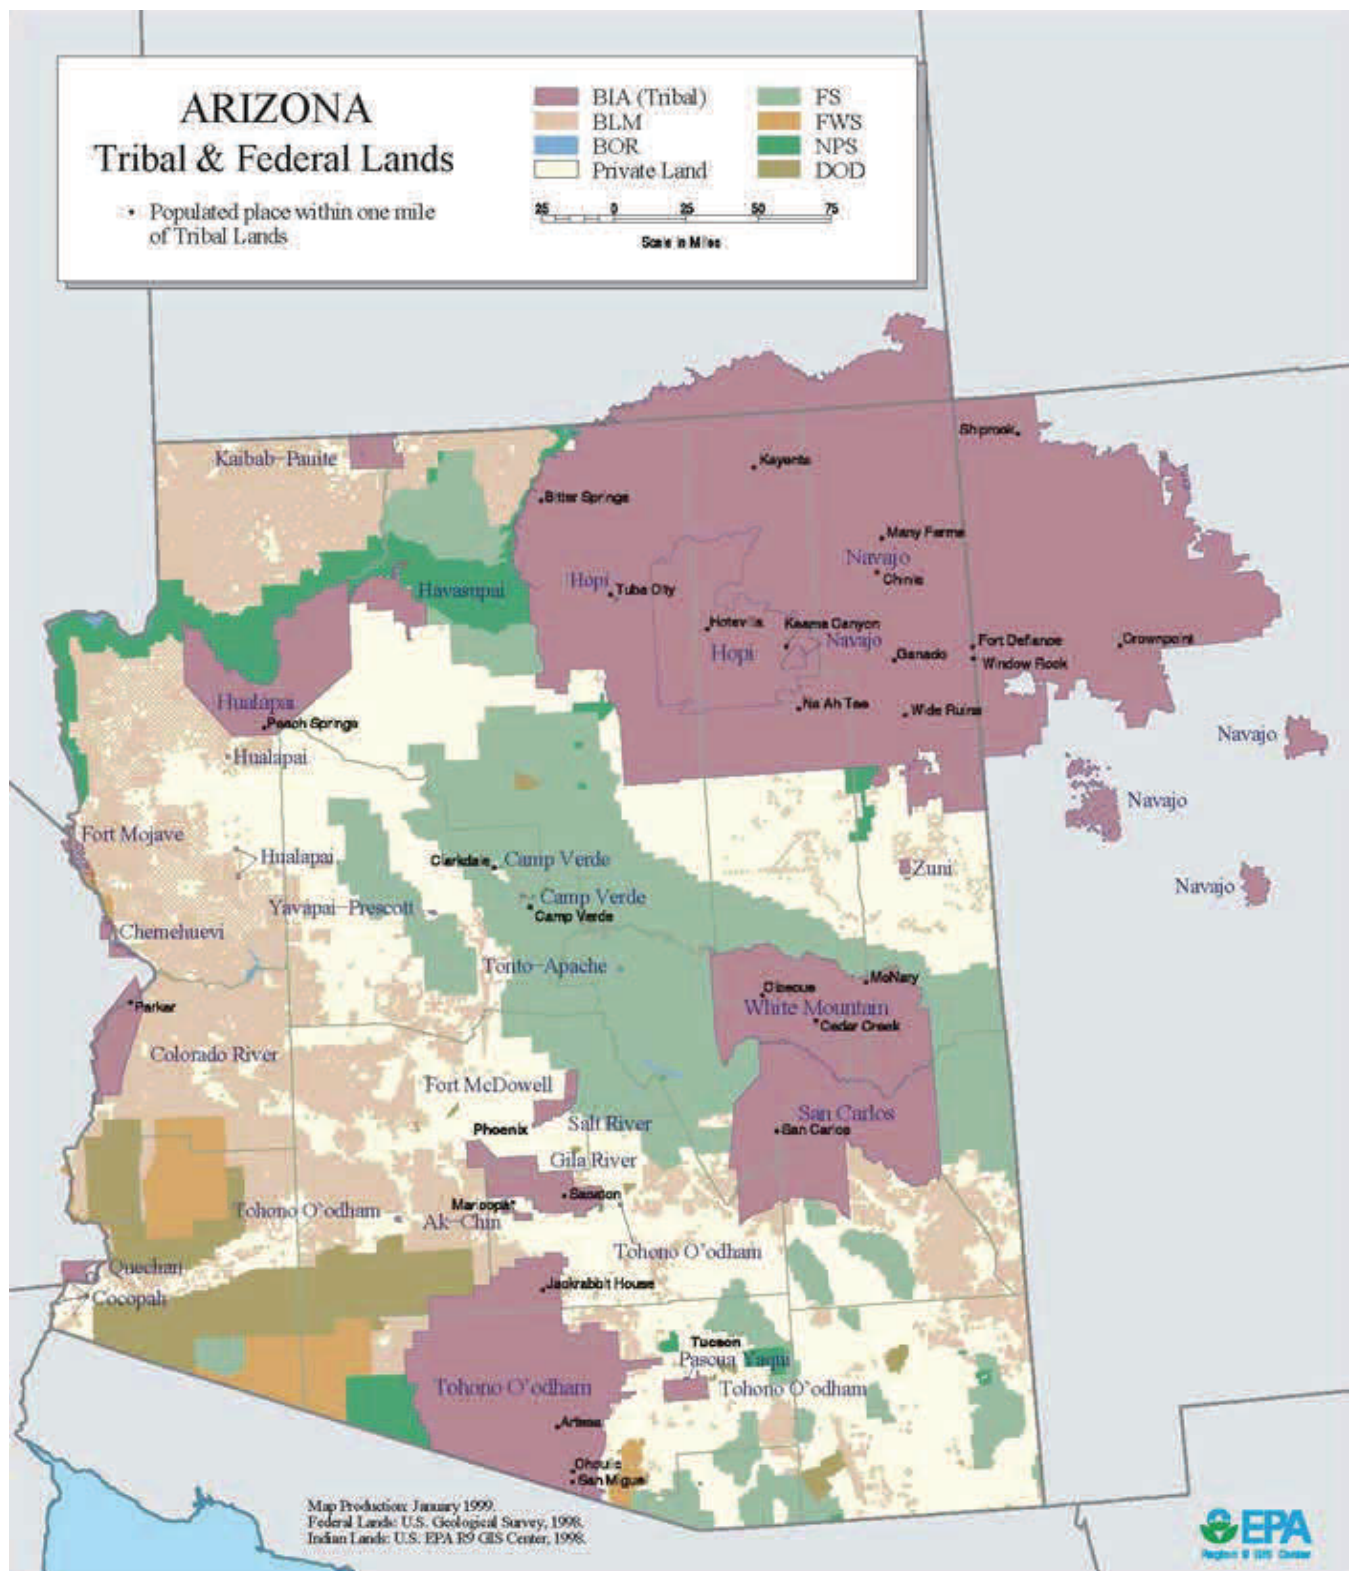 ARIZONA
Tribal & Federal Lands
• Populated place within one mile
of Tribal Lands
BIA (Tribal)
BLM
BOR
Private Land
FS
FWS
NPS
DOD
25 0 25 50 75
Scale in Miles
Shiprock
Kayenta
Kaibab-Pauite
Bitter Springs
Many Farms
Navajo
Chinle
Hopi
Tuba City
Havasupai
Hotevilla
Keams Canyon
Navajo
Hopi
Ganado
Fort Defiance
Window Rock
Crownpoint
Hualapai
Peach Springs
Na Ah Tee
Wide Ruins
Navajo
Hualapai
Navajo
Fort Mojave
Hualapai
Clarkdale
Camp Verde
Zuni
Navajo
Camp Verde
Camp Verde
Yavapai-Prescott
Chemehuevi
Tonto-Apache
McNary
Cibecue
White Mountain
Cedar Creek
Parker
Colorado River
Fort McDowell
Salt River
Phoenix
San Carlos
San Carlos
Gila River
Sacaton
Maricopa
Ak-Chin
Tohono O'odham
Tohono O'odham
Quechan
Cocopah
Jackrabbit House
Tucson
Pascua Yaqui
Tohono O'odham
Tohono O'odham
Artesa
San Miguel
Map Production: January 1999.
Federal Lands: U.S. Geological Survey, 1998.
Indian Lands: U.S. EPA R9 GIS Center, 1998.
EPA
Region 9 GIS Center